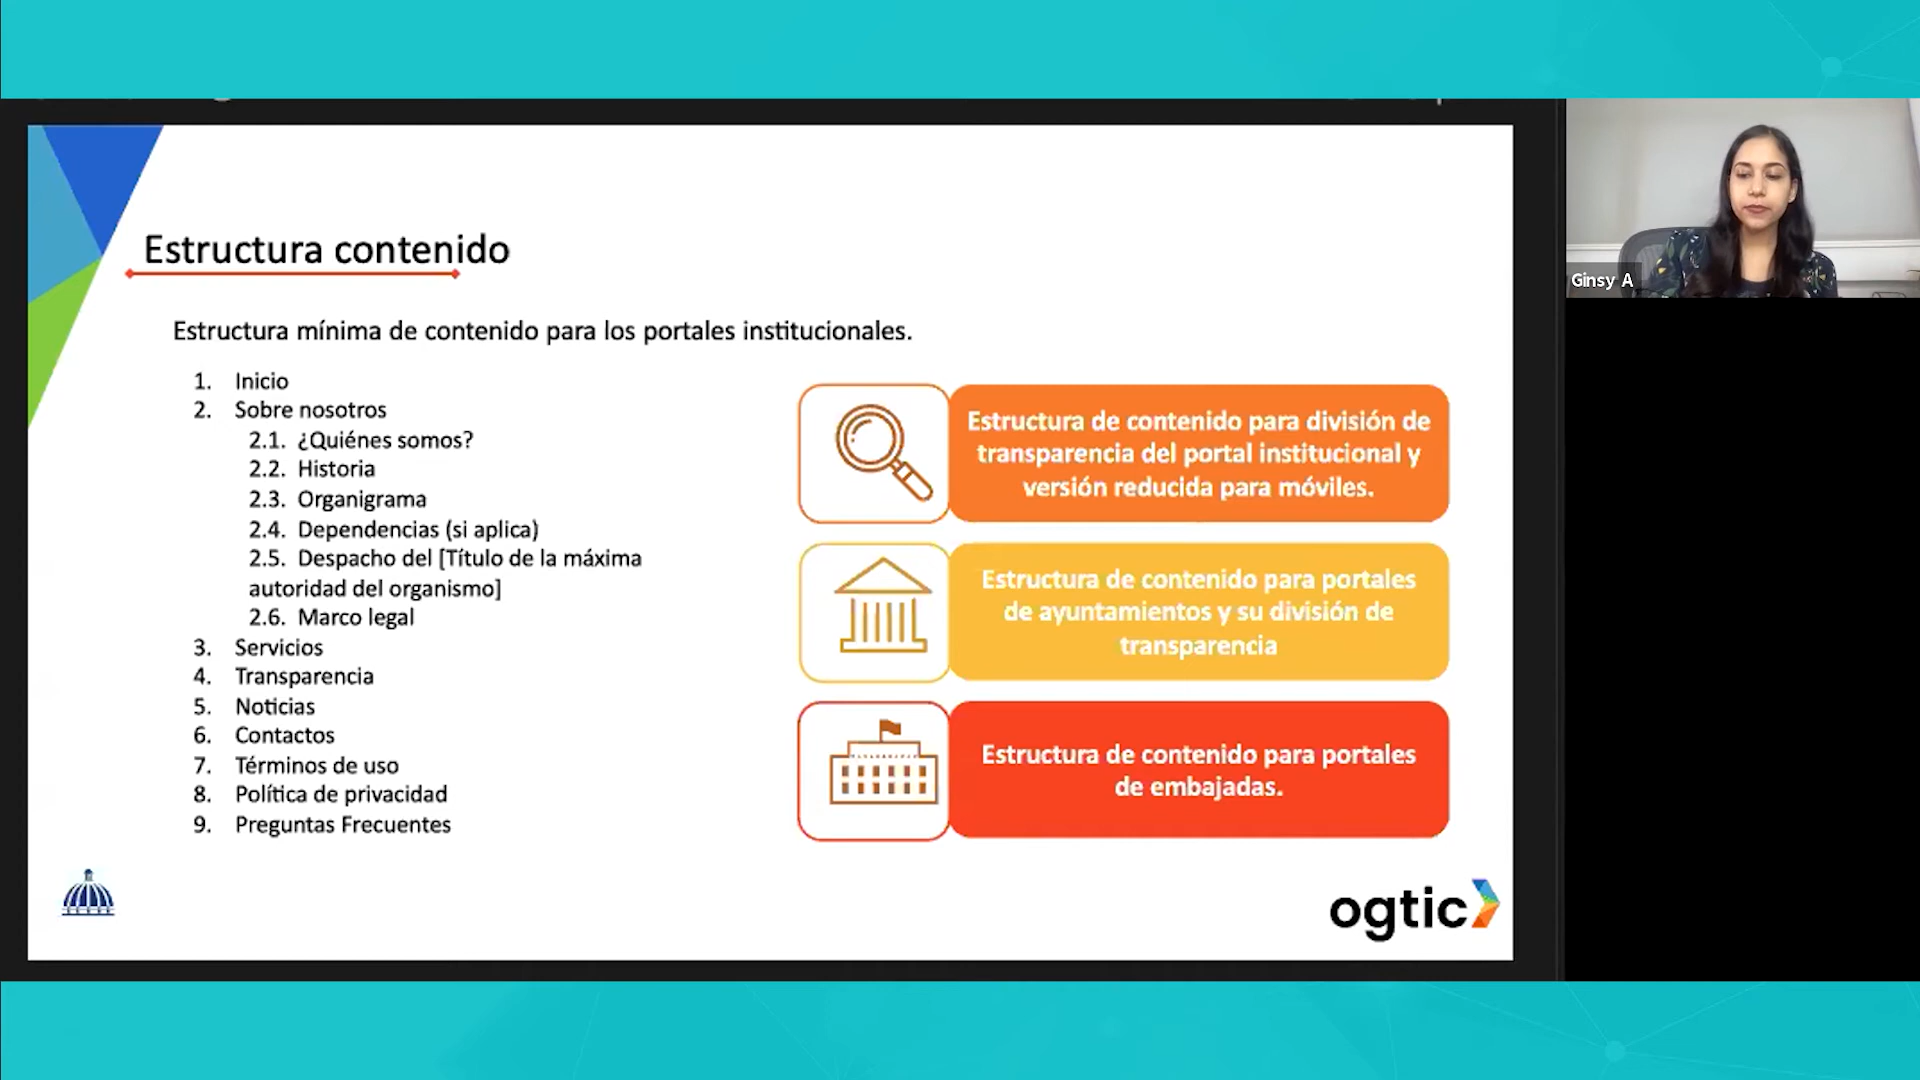 Estructura contenido
Estructura mínima de contenido para los portales institucionales.
1. Inicio
2. Sobre nosotros
2.1. ¿Quiénes somos?
2.2. Historia
2.3. Organigrama
2.4. Dependencias (si aplica)
2.5. Despacho del [Título de la máxima
autoridad del organismo]
2.6. Marco legal
3. Servicios
4. Transparencia
5. Noticias
6. Contactos
7. Términos de uso
8. Política de privacidad
9. Preguntas Frecuentes
Estructura de contenido para división de
transparencia del portal institucional y
versión reducida para móviles.
Estructura de contenido para portales
de ayuntamientos y su división de
transparencia
Estructura de contenido para portales
de embajadas.
ogtic
Ginsy A